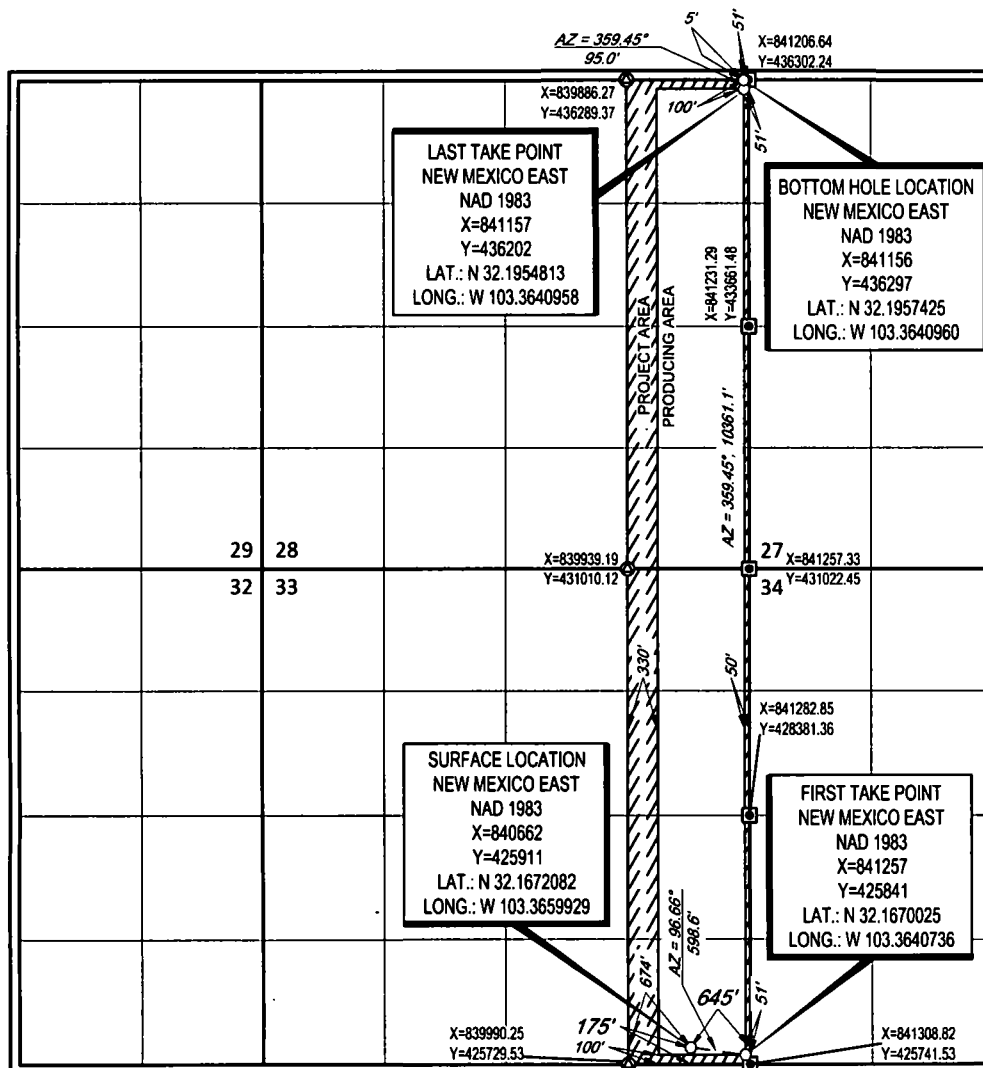 AZ = 359.45°
95.0'
5'
51'
X=841206.64
Y=436302.24
X=839886.27
Y=436289.37
100'
51'
LAST TAKE POINT
NEW MEXICO EAST
NAD 1983
X=841157
Y=436202
LAT.: N 32.1954813
LONG.: W 103.3640958
BOTTOM HOLE LOCATION
NEW MEXICO EAST
NAD 1983
X=841156
Y=436297
LAT.: N 32.1957425
LONG.: W 103.3640960
X=841231.29
Y=433661.48
PROJECT AREA
PRODUCING AREA
AZ = 359.45°, 10361.1'
29 28
32 33
X=839939.19
Y=431010.12
27
34
X=841257.33
Y=431022.45
330'
50'
X=841282.85
Y=428381.36
SURFACE LOCATION
NEW MEXICO EAST
NAD 1983
X=840662
Y=425911
LAT.: N 32.1672082
LONG.: W 103.3659929
FIRST TAKE POINT
NEW MEXICO EAST
NAD 1983
X=841257
Y=425841
LAT.: N 32.1670025
LONG.: W 103.3640736
AZ = 96.66°
598.6'
674'
645'
51'
175'
100'
X=839990.25
Y=425729.53
X=841308.82
Y=425741.53